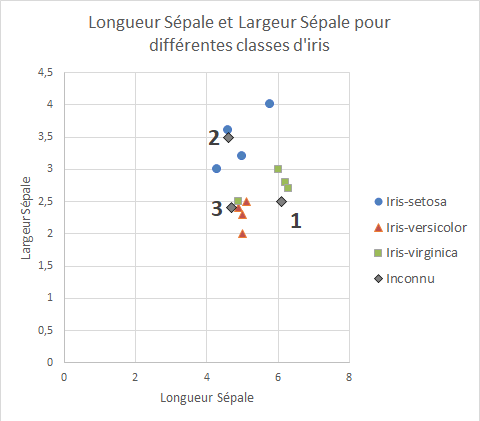 Longueur Sépale et Largeur Sépale pour
différentes classes d'iris
4,5
4
3,5
3
2,5
2
1,5
1
0,5
0
Largeur Sépale
2
3
1
Iris-setosa
Iris-versicolor
Iris-virginica
Inconnu
0 2 4 6 8
Longueur Sépale